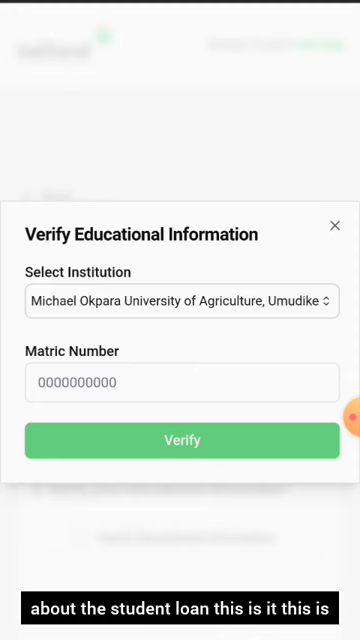 Verify Educational Information
Select Institution
Michael Okpara University of Agriculture, Umudike
Matric Number
0000000000
Verify
about the student loan this is it this is